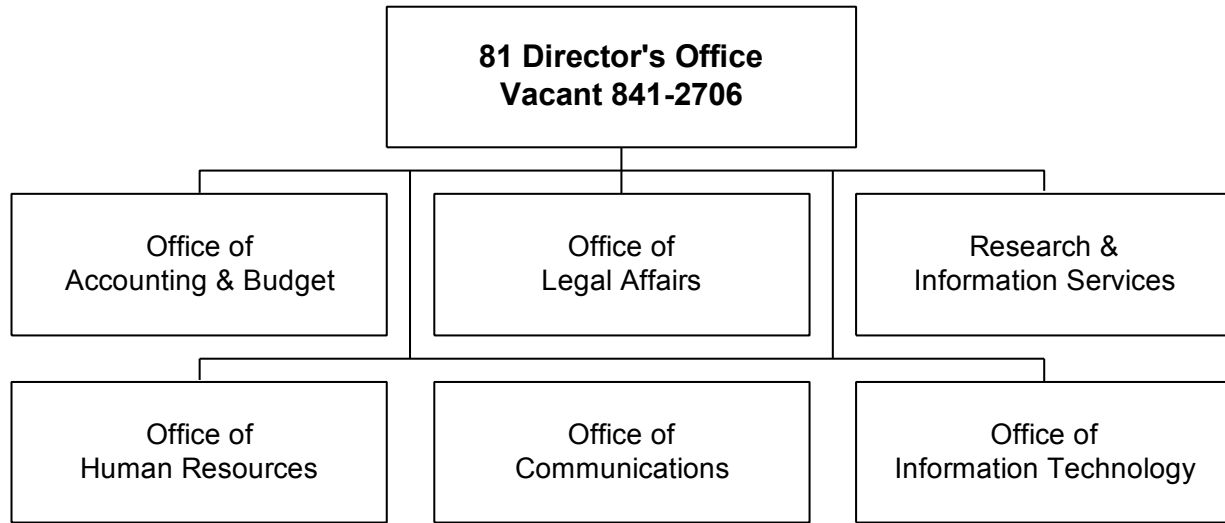 81 Director's Office
Vacant 841-2706
Office of
Accounting & Budget
Office of
Legal Affairs
Research &
Information Services
Office of
Human Resources
Office of
Communications
Office of
Information Technology